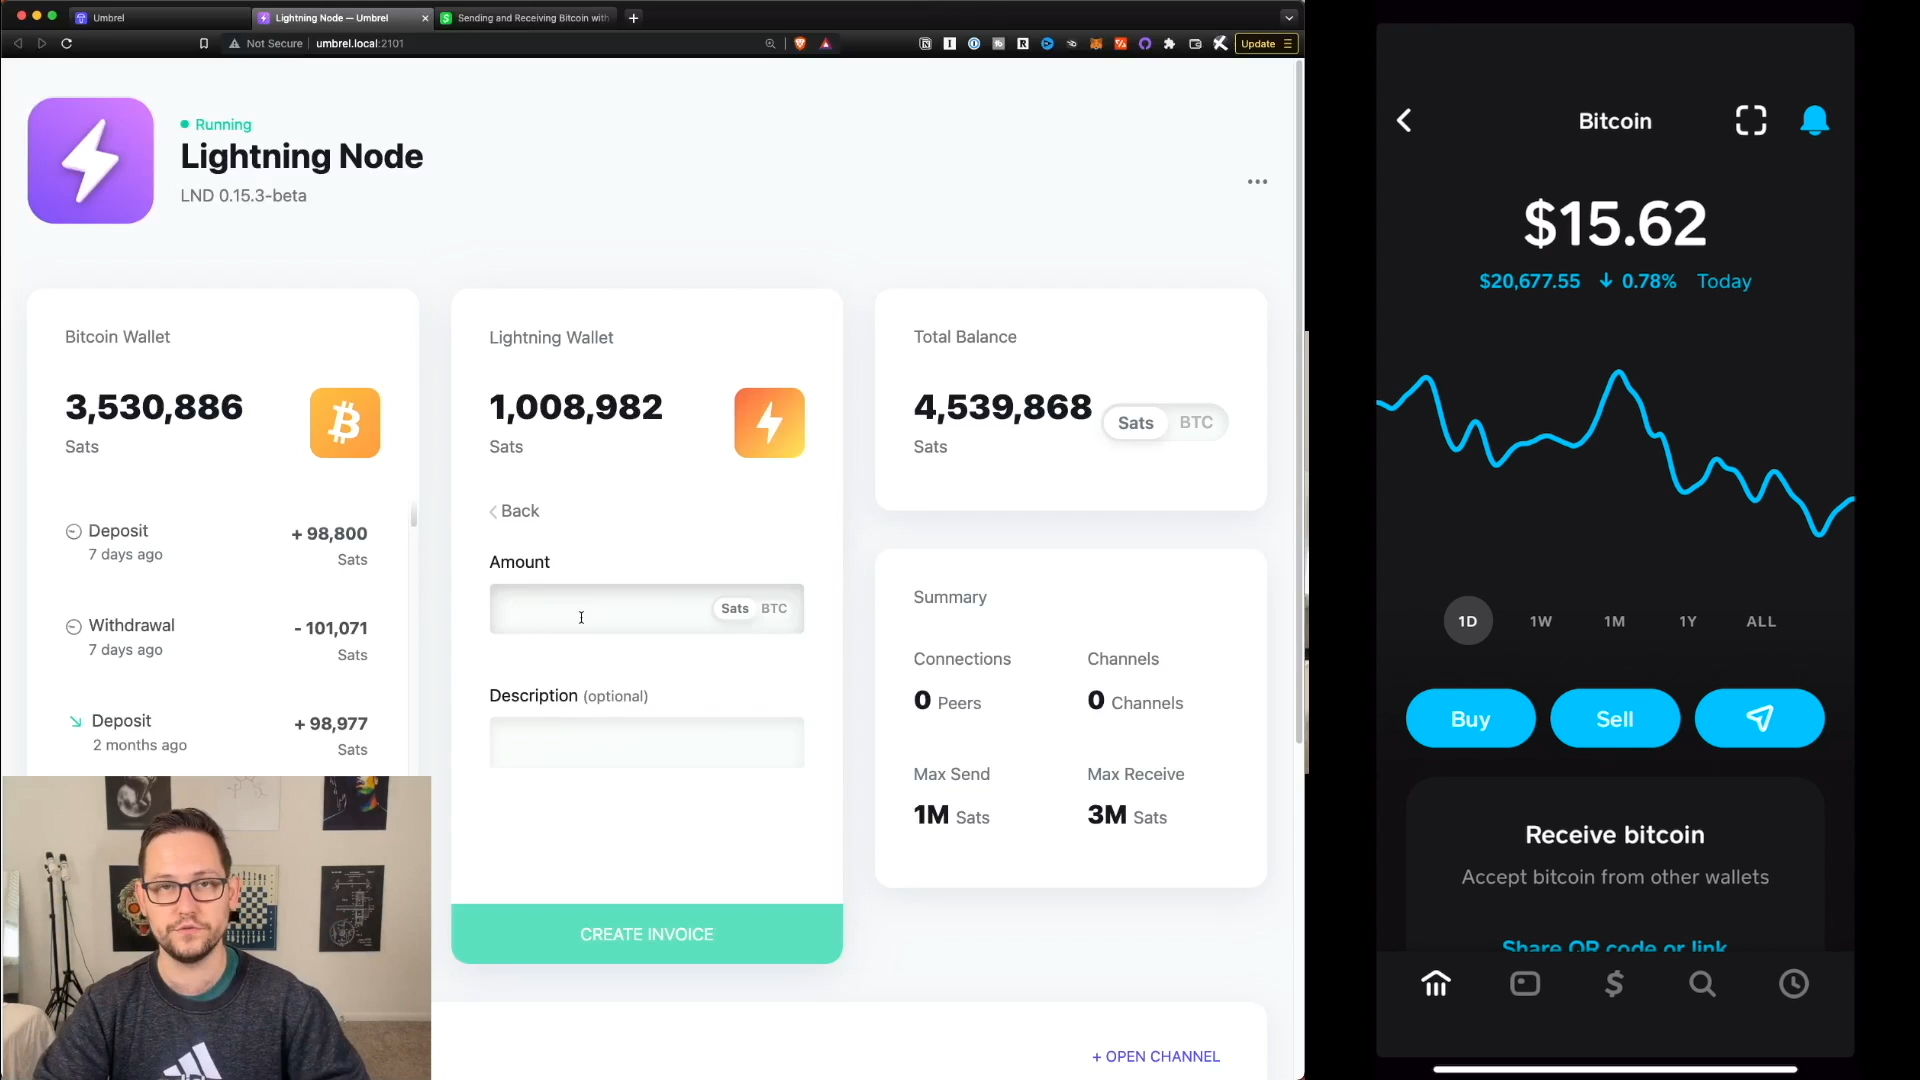 Umbrel
Lightning Node — Umbrel
Sending and Receiving Bitcoin with
Not Secure
umbrel.local:2101
Update
Running
Lightning Node
LND 0.15.3-beta
Bitcoin Wallet
3,530,886
Sats
Deposit
+ 98,800
7 days ago
Sats
Withdrawal
- 101,071
7 days ago
Sats
Deposit
+ 98,977
2 months ago
Sats
Lightning Wallet
1,008,982
Sats
Back
Amount
Sats BTC
Description (optional)
CREATE INVOICE
Total Balance
4,539,868
Sats BTC
Sats
Summary
Connections
Channels
0 Peers
0 Channels
Max Send
Max Receive
1M Sats
3M Sats
+ OPEN CHANNEL
Bitcoin
$15.62
$20,677.55 ↓ 0.78% Today
1D 1W 1M 1Y ALL
Buy
Sell
Receive bitcoin
Accept bitcoin from other wallets
Share QR code or link